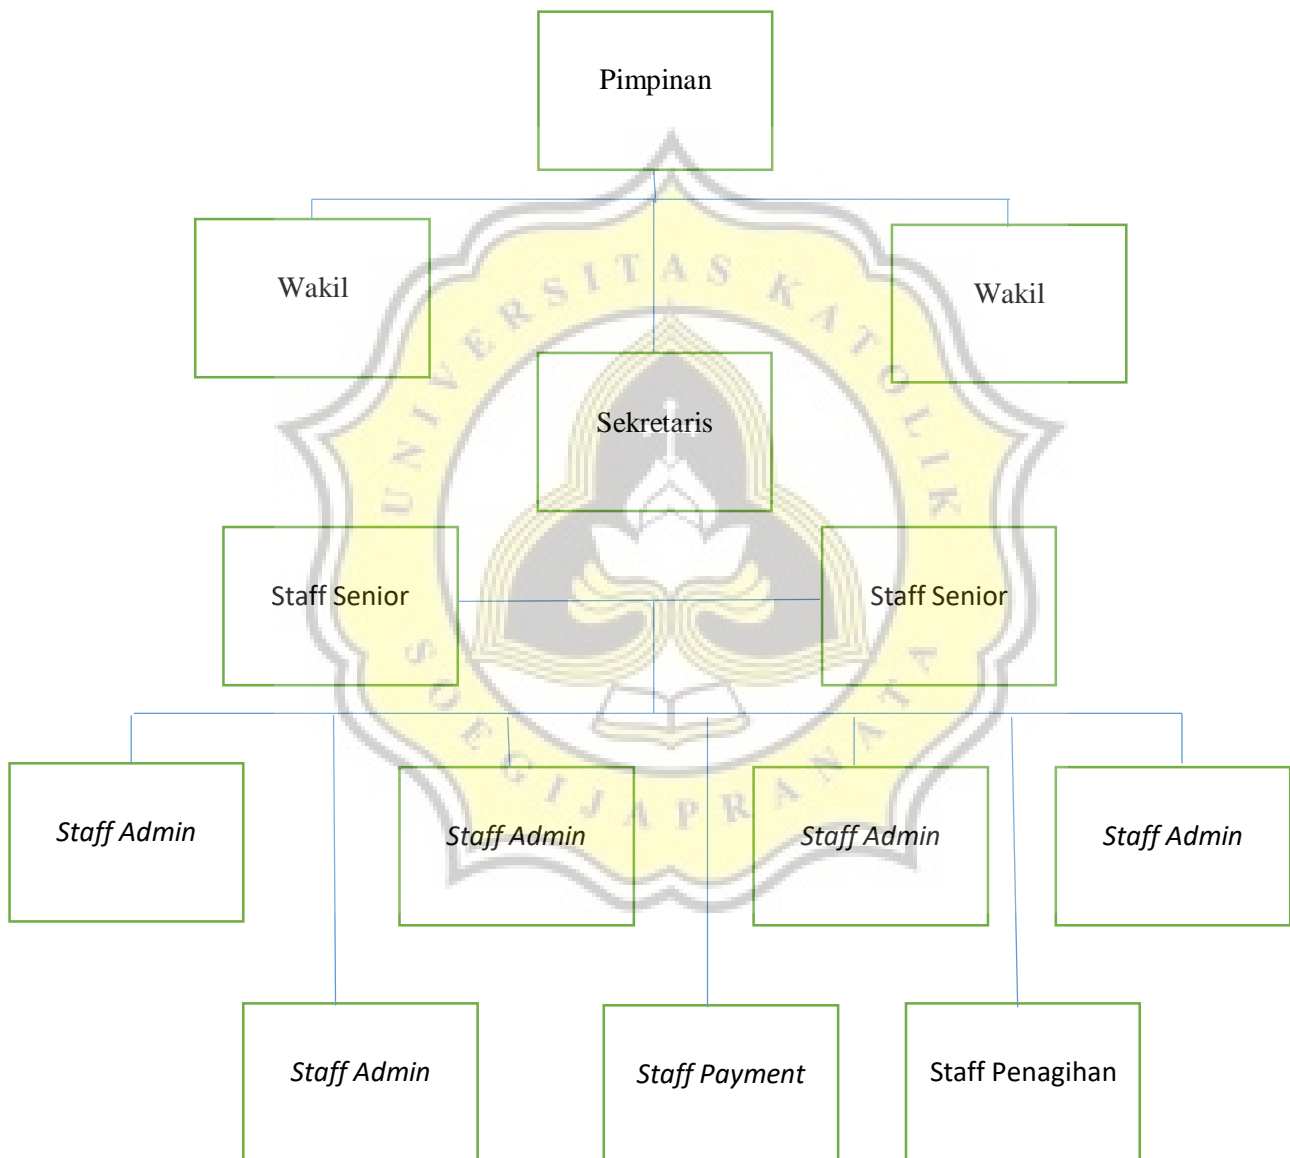 Pimpinan
Wakil
Wakil
UNIVERSITAS KATOLIK
Sekretaris
Staff Senior
Staff Senior
SOEGIJAPRANATA
Staff Admin
Staff Admin
Staff Admin
Staff Admin
Staff Admin
Staff Payment
Staff Penagihan